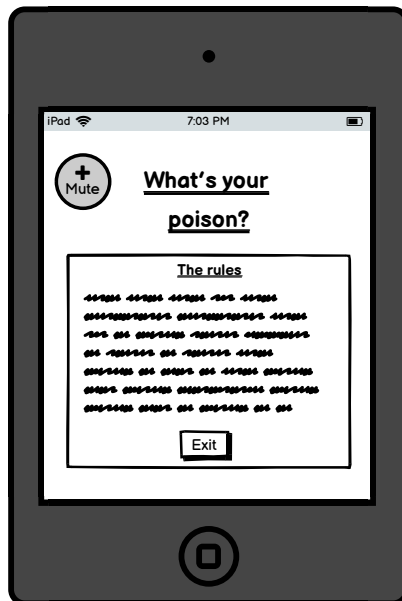 iPad 7:03 PM
+
Mute
What's your
poison?
The rules
Exit